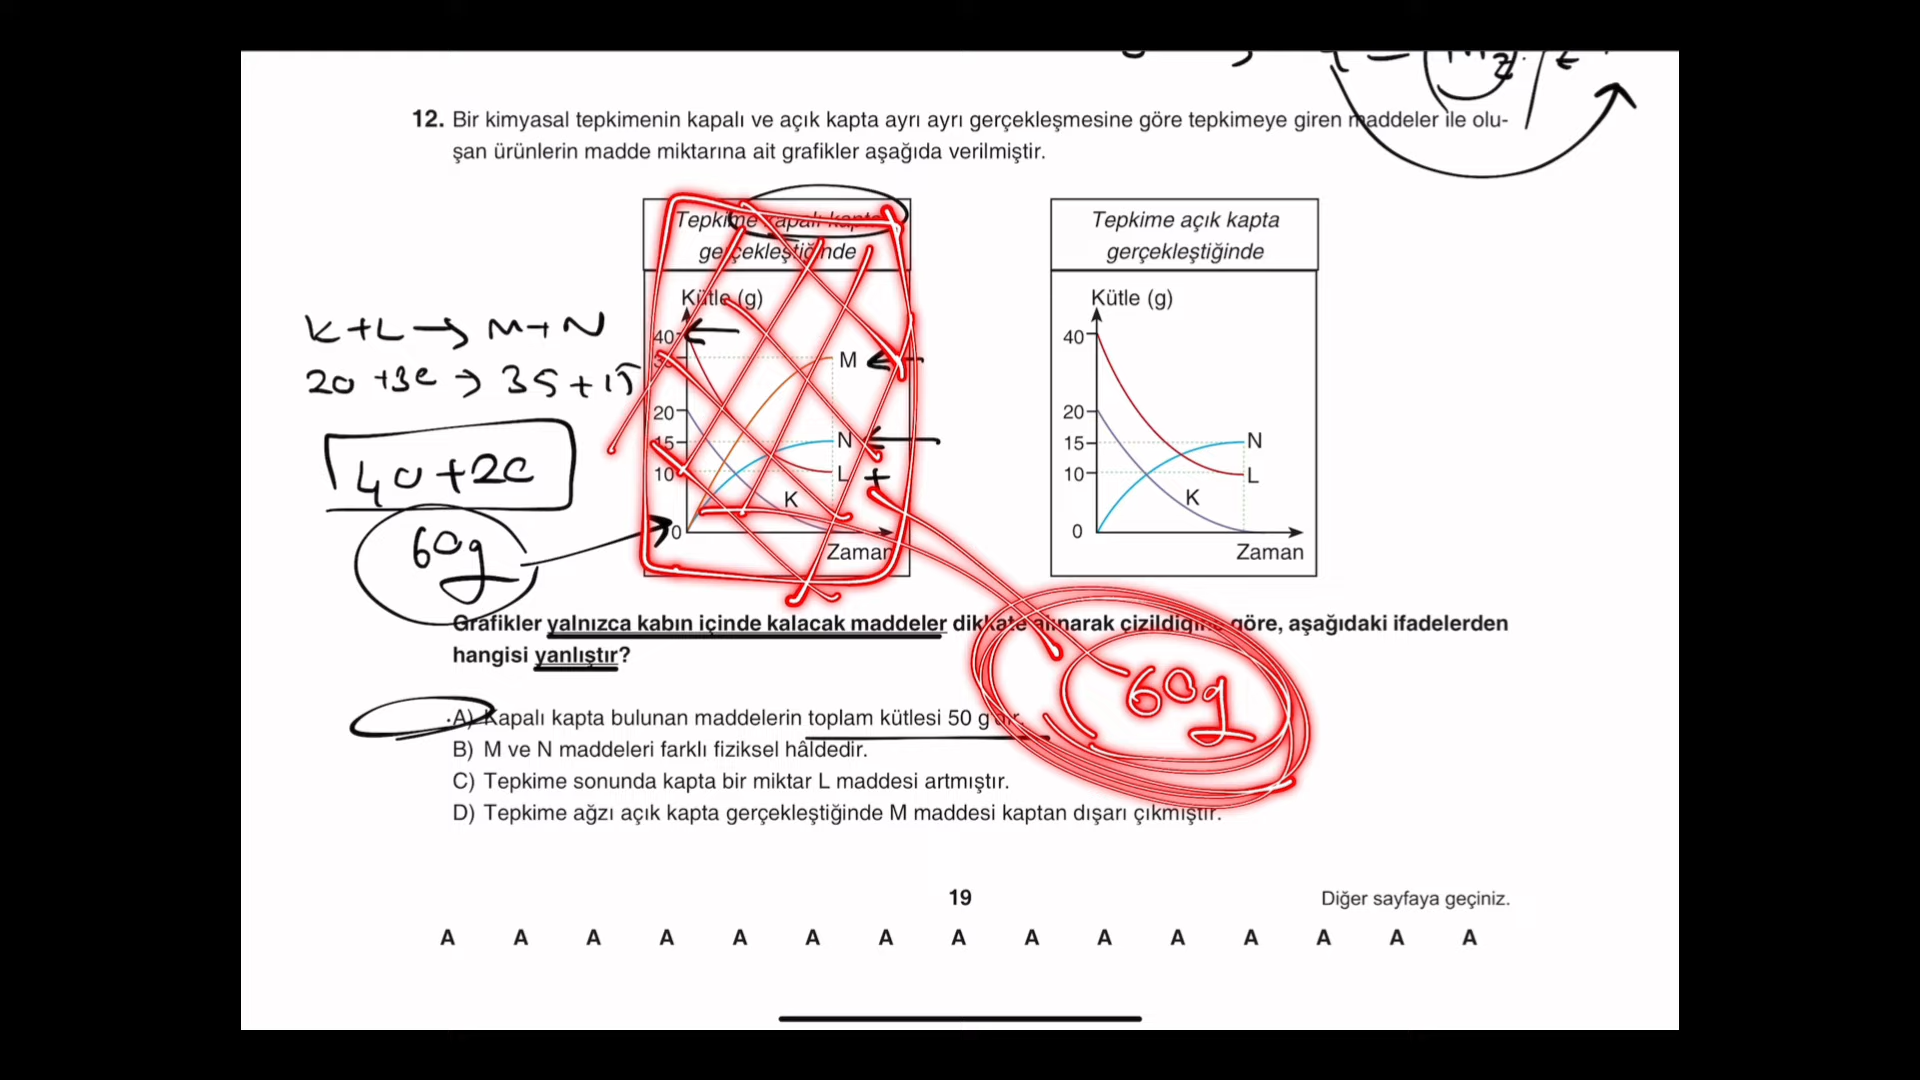 12. Bir kimyasal tepkimenin kapalı ve açık kapta ayrı ayrı gerçekleşmesine göre tepkimeye giren maddeler ile olu-
şan ürünlerin madde miktarına ait grafikler aşağıda verilmiştir.
Tepkime kapalı kapta
gerçekleştiğinde
Kütle (g)
40
20
15
10
0
M
N
L
K
Zaman
Tepkime açık kapta
gerçekleştiğinde
Kütle (g)
40
20
15
10
0
N
L
K
Zaman
K+L → M+N
20 +30 → 35 +15
40+20
60g
+
60g
Grafikler yalnızca kabın içinde kalacak maddeler dikkate alınarak çizildiğine göre, aşağıdaki ifadelerden
hangisi yanlıştır?
A) Kapalı kapta bulunan maddelerin toplam kütlesi 50 g dır.
B) M ve N maddeleri farklı fiziksel hâldedir.
C) Tepkime sonunda kapta bir miktar L maddesi artmıştır.
D) Tepkime ağzı açık kapta gerçekleştiğinde M maddesi kaptan dışarı çıkmıştır.
19
Diğer sayfaya geçiniz.
A A A A A A A A A A A A A A A